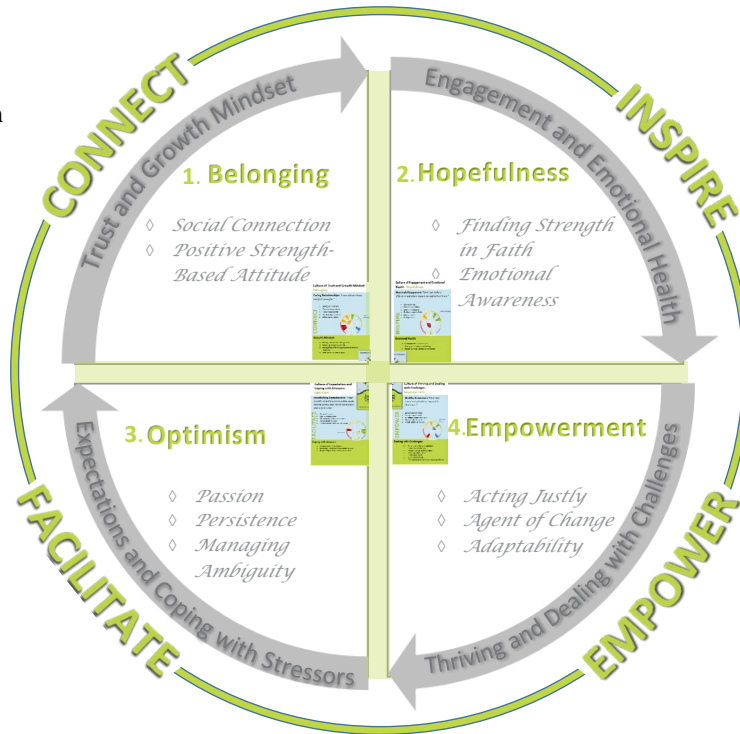 CONNECT
Trust and Growth Mindset
1. Belonging
◊ Social Connection
◊ Positive Strength-
Based Attitude
INSPIRE
Engagement and Emotional Health
2. Hopefulness
◊ Finding Strength
in Faith
◊ Emotional
Awareness
FACILITATE
Expectations and Coping with Stressors
3. Optimism
◊ Passion
◊ Persistence
◊ Managing
Ambiguity
EMPOWER
Thriving and Dealing with Challenges
4. Empowerment
◊ Acting Justly
◊ Agent of Change
◊ Adaptability